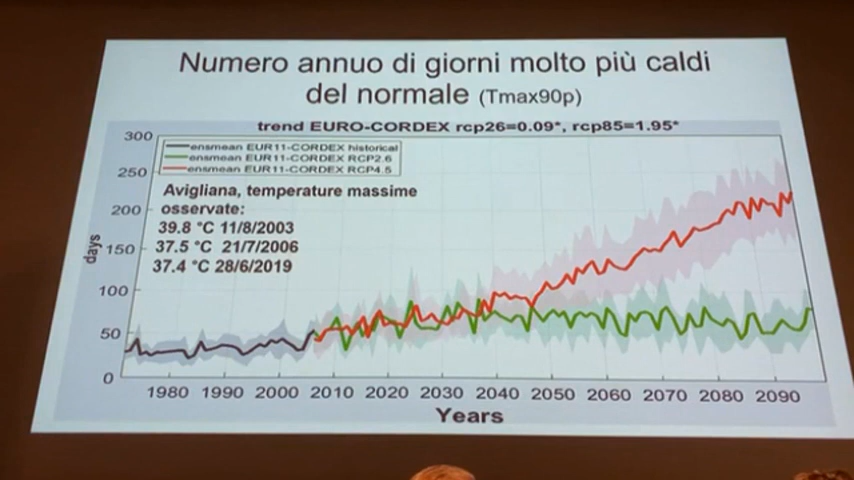 Numero annuo di giorni molto più caldi
del normale (Tmax90p)
trend EURO-CORDEX rcp26=0.09*, rcp85=1.95*
ensmean EUR11-CORDEX historical
ensmean EUR11-CORDEX RCP2.6
ensmean EUR11-CORDEX RCP4.5
Avigliana, temperature massime
osservate:
39.8 °C 11/8/2003
37.5 °C 21/7/2006
37.4 °C 28/6/2019
days
300
250
200
150
100
50
0
1980 1990 2000 2010 2020 2030 2040 2050 2060 2070 2080 2090
Years